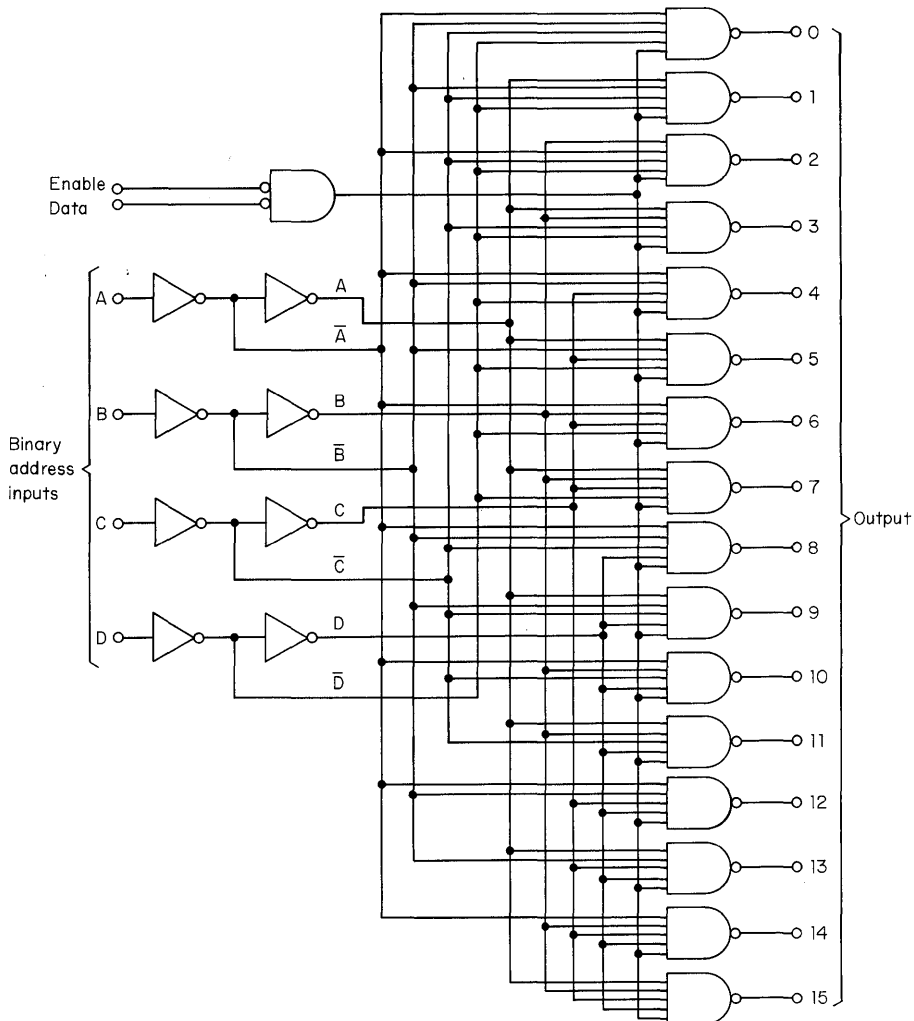 0
1
2
Enable
Data
3
4
A
A
A̅
5
B
B
B̅
6
Binary
address
inputs
7
C
C
C̅
Output
8
9
D
D
D̅
10
11
12
13
14
15